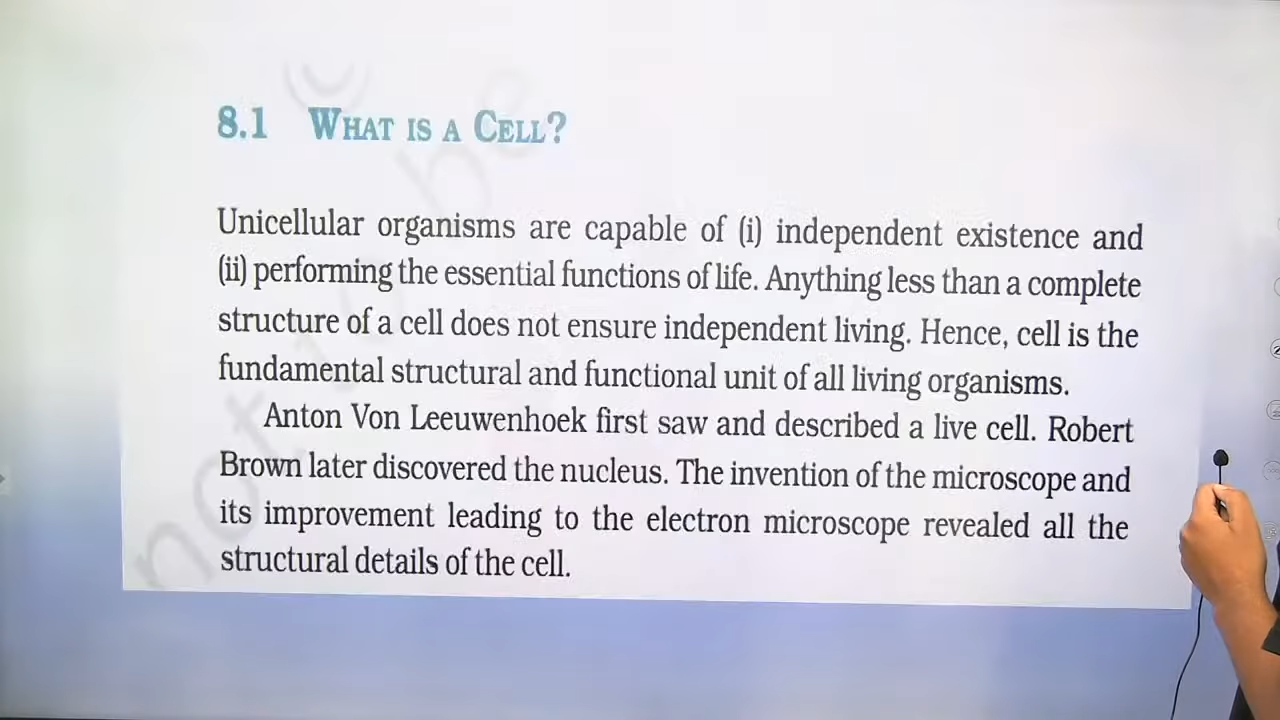 8.1 WHAT IS A CELL?
Unicellular organisms are capable of (i) independent existence and
(ii) performing the essential functions of life. Anything less than a complete
structure of a cell does not ensure independent living. Hence, cell is the
fundamental structural and functional unit of all living organisms.
Anton Von Leeuwenhoek first saw and described a live cell. Robert
Brown later discovered the nucleus. The invention of the microscope and
its improvement leading to the electron microscope revealed all the
structural details of the cell.
not to be